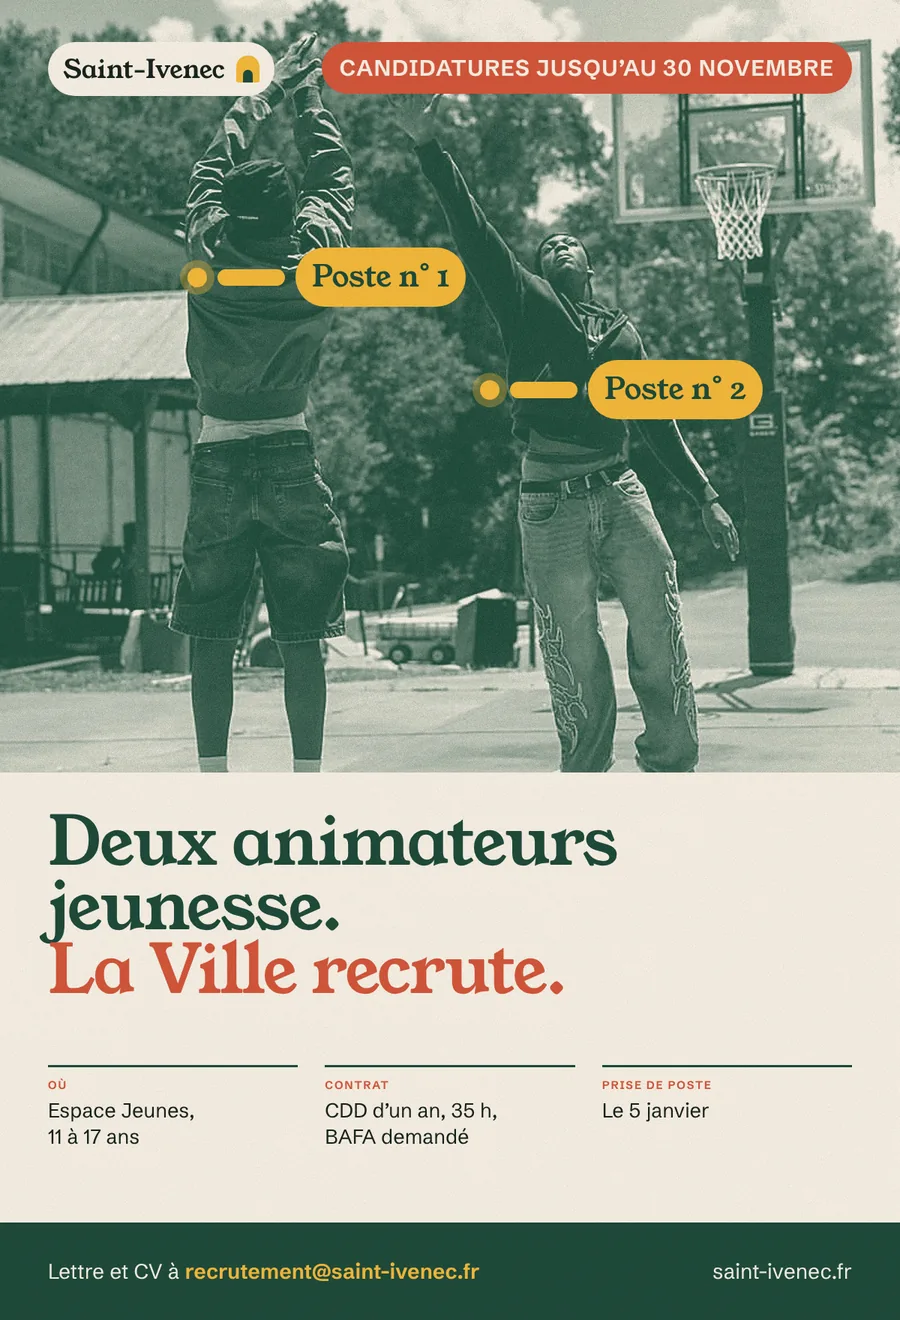 Saint-Ivenec
CANDIDATURES JUSQU’AU 30 NOVEMBRE
Poste n° 1
Poste n° 2
G
Deux animateurs
jeunesse.
La Ville recrute.
OÙ
Espace Jeunes,
11 à 17 ans
CONTRAT
CDD d’un an, 35 h,
BAFA demandé
PRISE DE POSTE
Le 5 janvier
Lettre et CV à recrutement@saint-ivenec.fr
saint-ivenec.fr